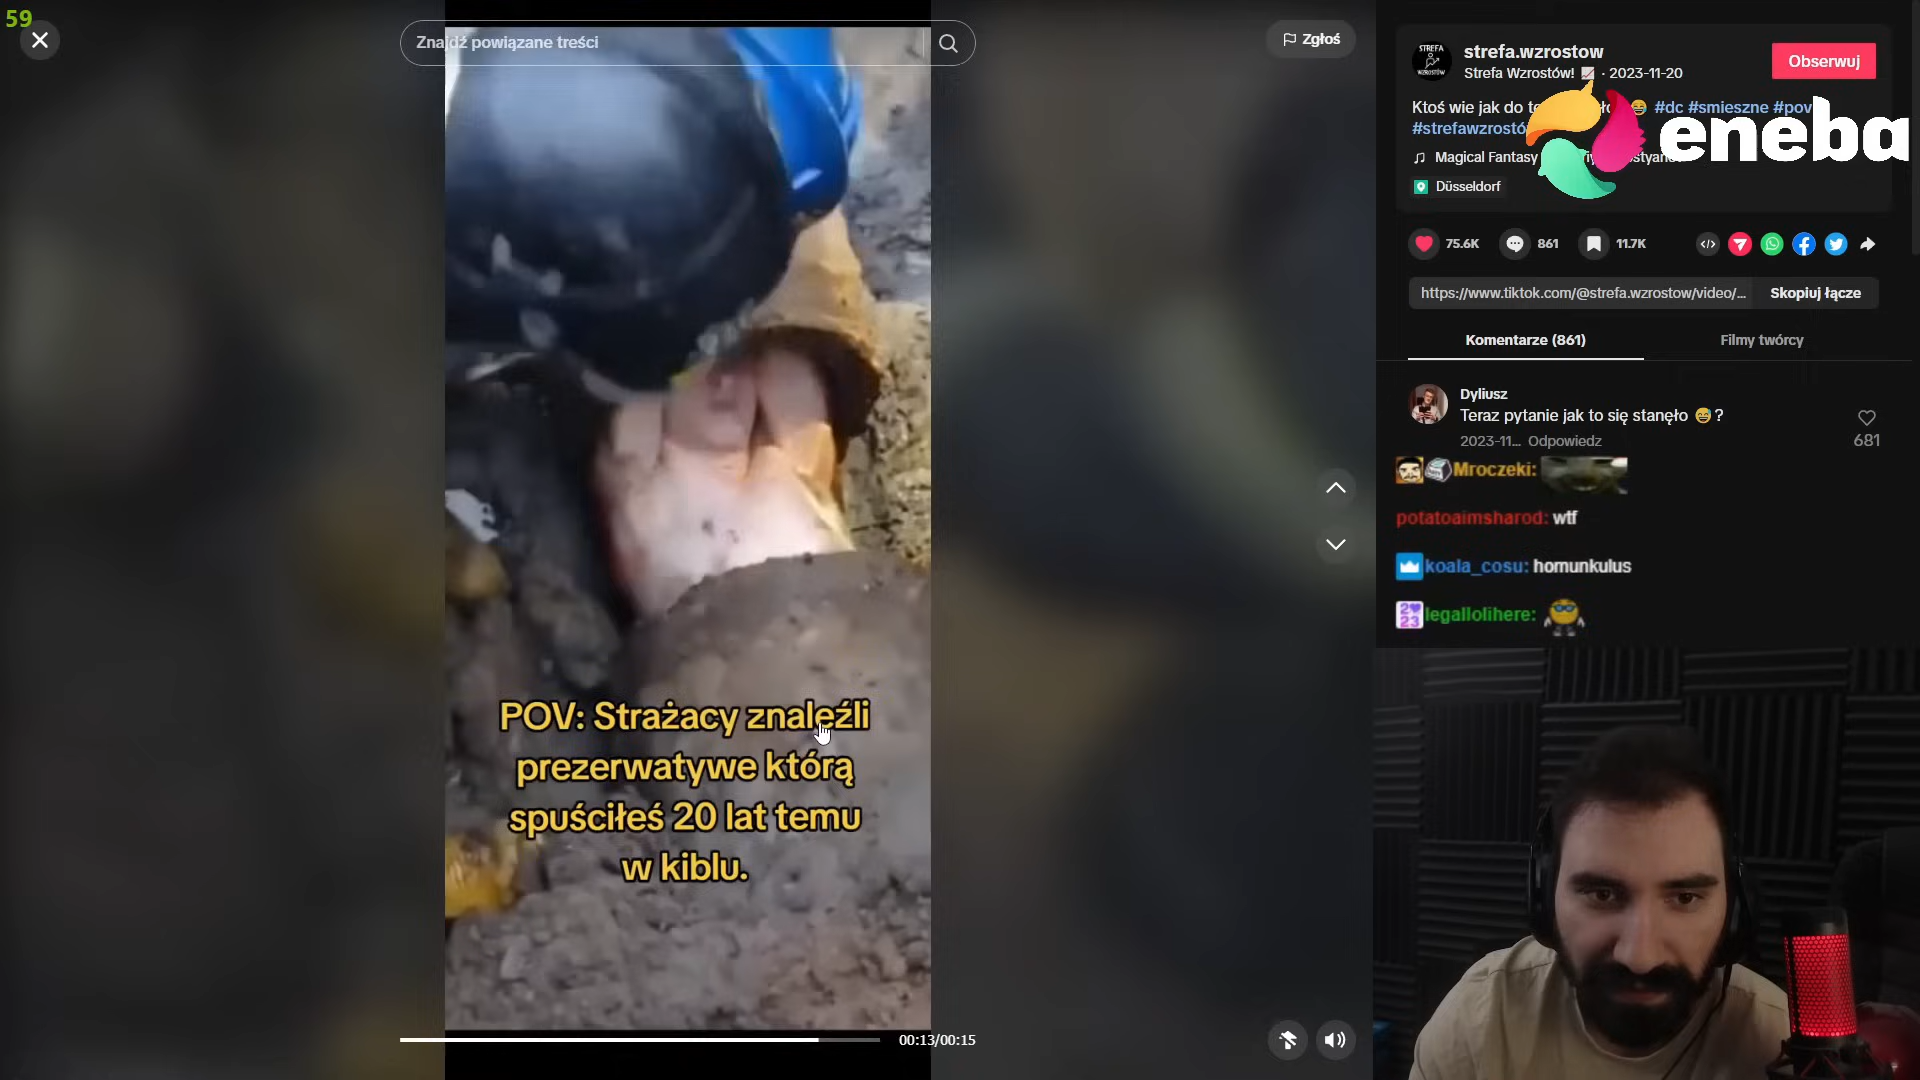 59
Znajdź powiązane treści
Zgłoś
STREFA
WZROSTÓW
strefa.wzrostow
Strefa Wzrostów! · 2023-11-20
Obserwuj
Ktoś wie jak do #dc #smieszne #pov
#strefawzrostó
eneba
Magical Fantasy
Düsseldorf
75.6K 861 11.7K
https://www.tiktok.com/@strefa.wzrostow/video/... Skopiuj łącze
Komentarze (861) Filmy twórcy
Dyliusz
Teraz pytanie jak to się stanęło ?
2023-11... Odpowiedz
681
Mroczeki:
potatoaimsharod: wtf
koala_cosu: homunkulus
2023 legallolihere:
POV: Strażacy znaleźli
prezerwatywe którą
spuściłeś 20 lat temu
w kiblu.
00:13/00:15